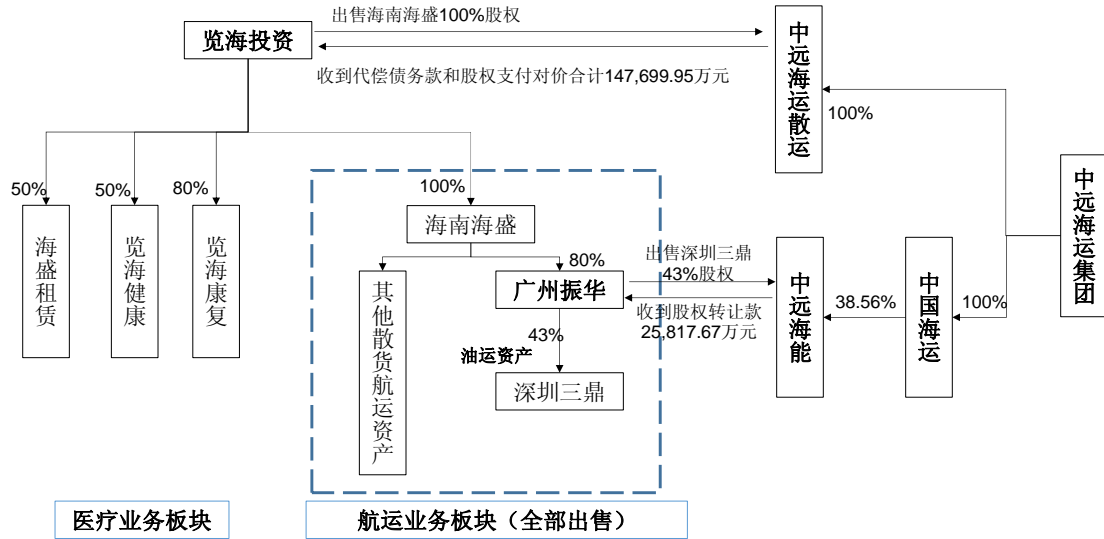 出售海南海盛100%股权
览海投资
收到代偿债务款和股权支付对价合计147,699.95万元
中远海运散运
100%
50%
50%
80%
100%
海盛租赁
览海健康
览海康复
海南海盛
80%
其他散货航运资产
广州振华
43%
油运资产
深圳三鼎
出售深圳三鼎
43%股权
收到股权转让款
25,817.67万元
中远海能
38.56%
中国海运
100%
中远海运集团
医疗业务板块
航运业务板块（全部出售）